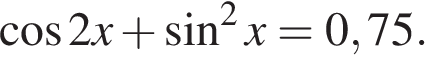 cos 2x + sin² x = 0,75.